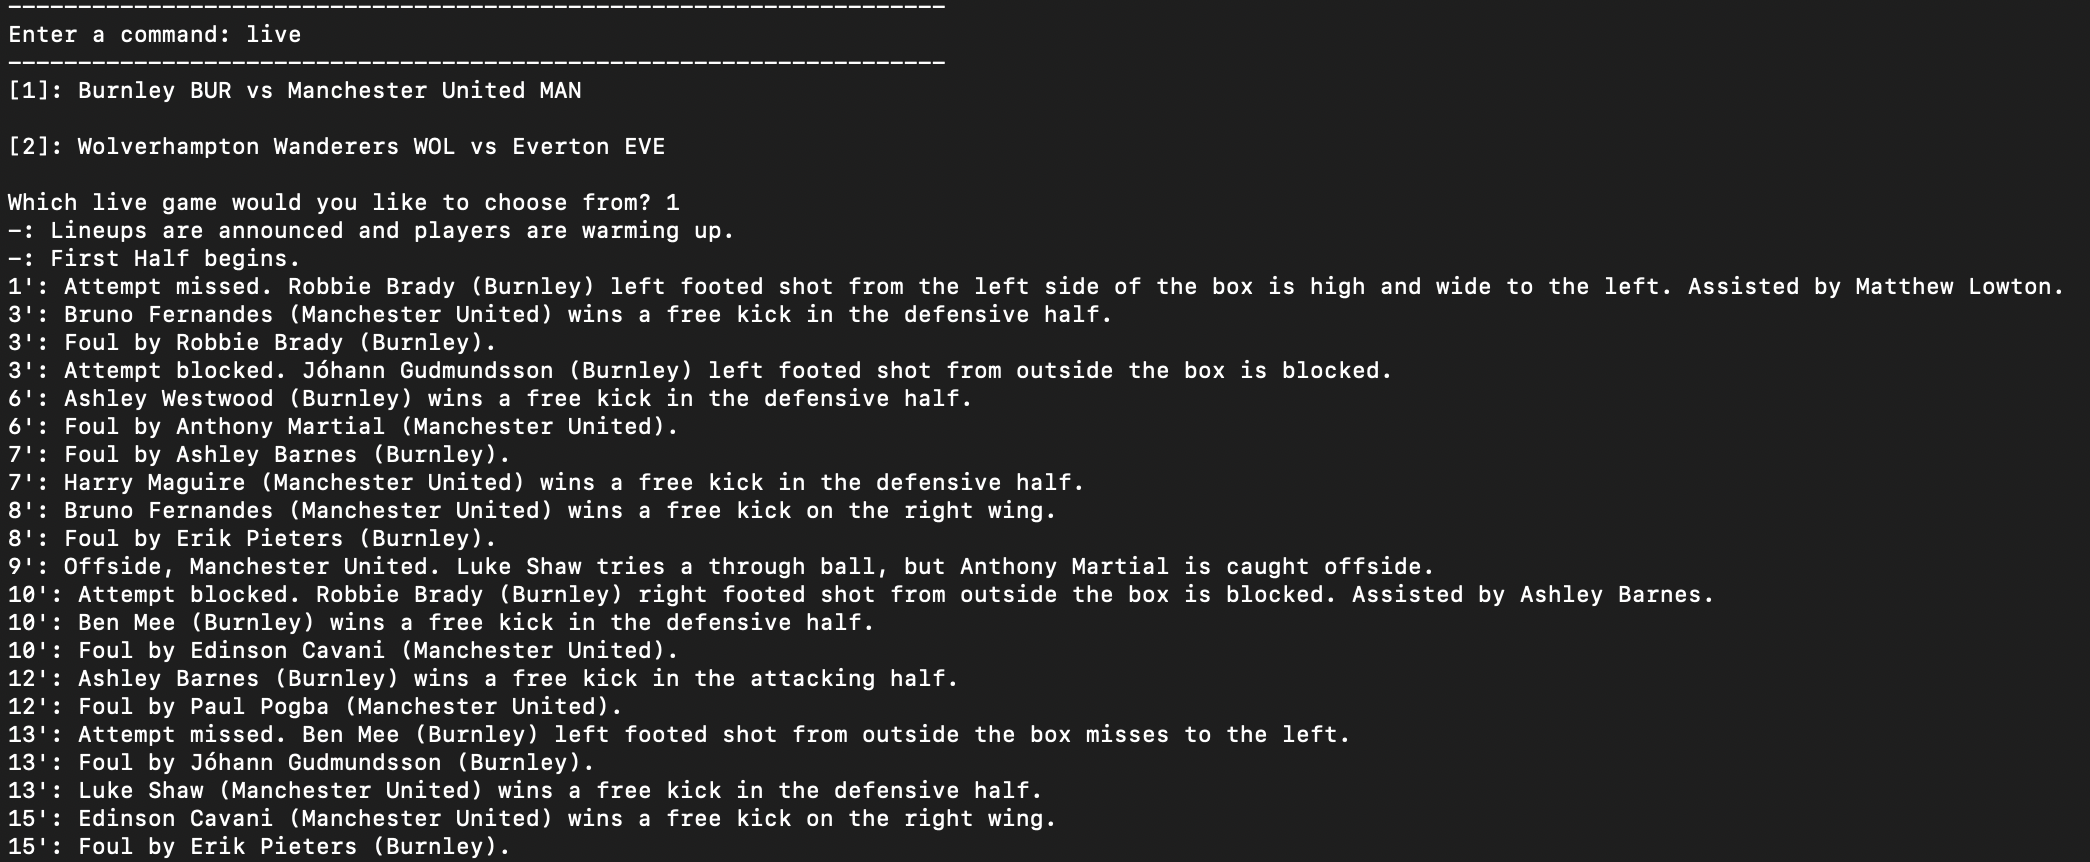 Enter a command: live
[1]: Burnley BUR vs Manchester United MAN
[2]: Wolverhampton Wanderers WOL vs Everton EVE
Which live game would you like to choose from? 1
-: Lineups are announced and players are warming up.
-: First Half begins.
1': Attempt missed. Robbie Brady (Burnley) left footed shot from the left side of the box is high and wide to the left. Assisted by Matthew Lowton.
3': Bruno Fernandes (Manchester United) wins a free kick in the defensive half.
3': Foul by Robbie Brady (Burnley).
3': Attempt blocked. Jóhann Gudmundsson (Burnley) left footed shot from outside the box is blocked.
6': Ashley Westwood (Burnley) wins a free kick in the defensive half.
6': Foul by Anthony Martial (Manchester United).
7': Foul by Ashley Barnes (Burnley).
7': Harry Maguire (Manchester United) wins a free kick in the defensive half.
8': Bruno Fernandes (Manchester United) wins a free kick on the right wing.
8': Foul by Erik Pieters (Burnley).
9': Offside, Manchester United. Luke Shaw tries a through ball, but Anthony Martial is caught offside.
10': Attempt blocked. Robbie Brady (Burnley) right footed shot from outside the box is blocked. Assisted by Ashley Barnes.
10': Ben Mee (Burnley) wins a free kick in the defensive half.
10': Foul by Edinson Cavani (Manchester United).
12': Ashley Barnes (Burnley) wins a free kick in the attacking half.
12': Foul by Paul Pogba (Manchester United).
13': Attempt missed. Ben Mee (Burnley) left footed shot from outside the box misses to the left.
13': Foul by Jóhann Gudmundsson (Burnley).
13': Luke Shaw (Manchester United) wins a free kick in the defensive half.
15': Edinson Cavani (Manchester United) wins a free kick on the right wing.
15': Foul by Erik Pieters (Burnley).